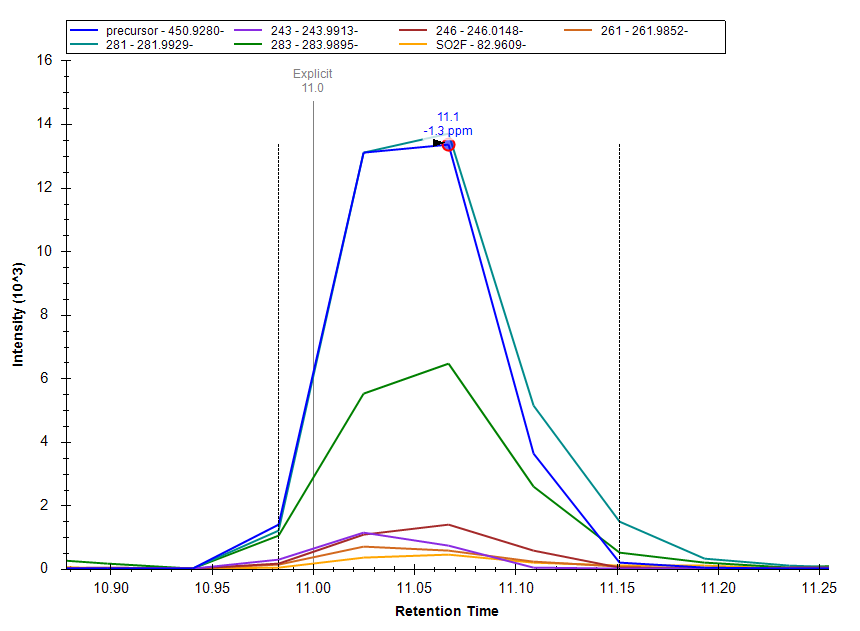 precursor - 450.9280- 243 - 243.9913- 246 - 246.0148- 261 - 261.9852-
281 - 281.9929- 283 - 283.9895- SO2F - 82.9609-
16
Explicit
11.0
14
11.1
-1.3 ppm
12
10
8
6
4
2
0
Intensity (10^3)
10.90 10.95 11.00 11.05 11.10 11.15 11.20 11.25
Retention Time